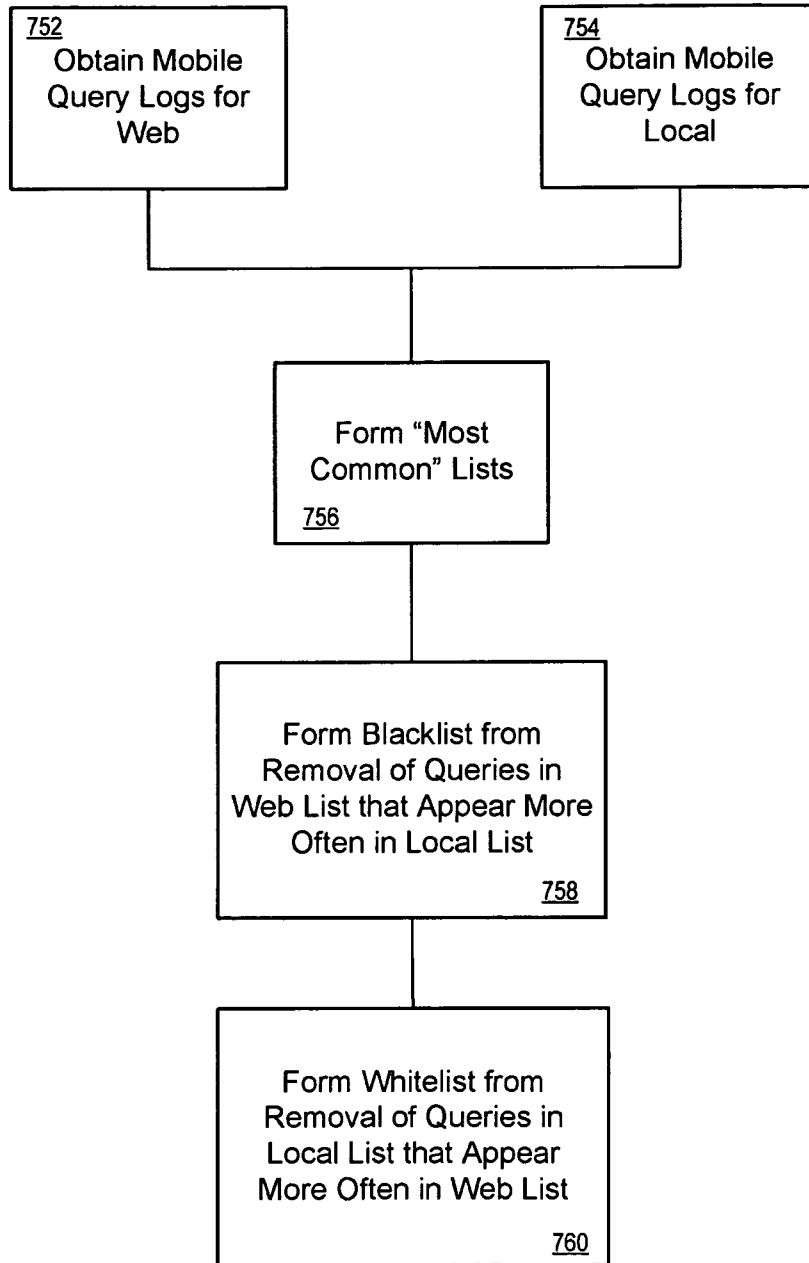 752
Obtain Mobile
Query Logs for
Web
754
Obtain Mobile
Query Logs for
Local
Form “Most
Common” Lists
756
Form Blacklist from
Removal of Queries in
Web List that Appear More
Often in Local List
758
Form Whitelist from
Removal of Queries in
Local List that Appear
More Often in Web List
760